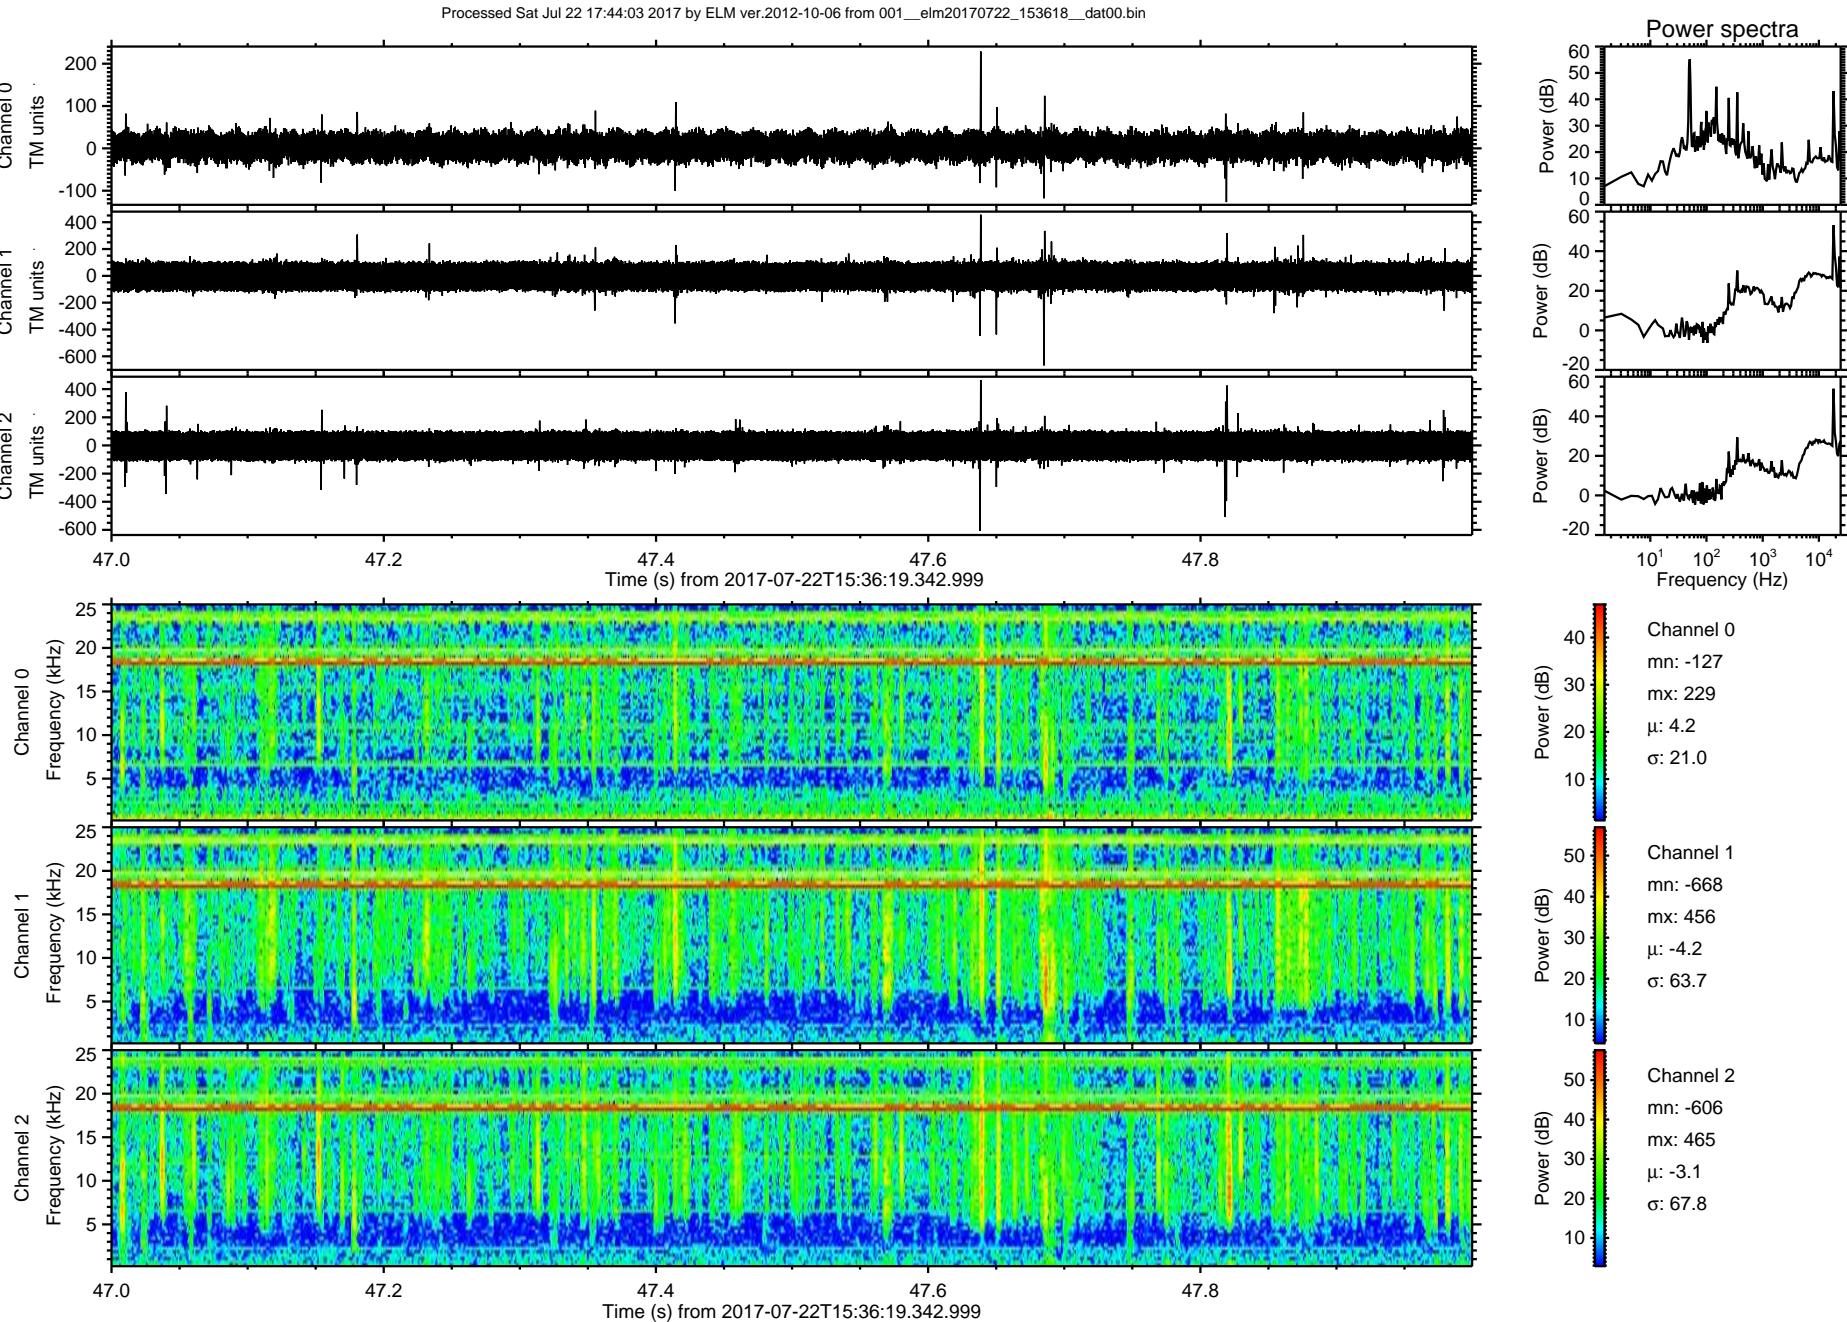 Processed Sat Jul 22 17:44:03 2017 by ELM ver.2012-10-06 from 001__elm20170722_153618__dat00.bin
Power spectra
Channel 0
TM units
200
100
0
-100
Power (dB)
60
50
40
30
20
10
0
Channel 1
TM units
400
200
0
-200
-400
-600
Power (dB)
60
40
20
0
-20
Channel 2
TM units
400
200
0
-200
-400
-600
Power (dB)
60
40
20
0
-20
47.0 47.2 47.4 47.6 47.8
Time (s) from 2017-07-22T15:36:19.342.999
10^1 10^2 10^3 10^4
Frequency (Hz)
Channel 0
Frequency (kHz)
25
20
15
10
5
Power (dB)
40
30
20
10
Channel 0
mn: -127
mx: 229
μ: 4.2
σ: 21.0
Channel 1
Frequency (kHz)
25
20
15
10
5
Power (dB)
50
40
30
20
10
Channel 1
mn: -668
mx: 456
μ: -4.2
σ: 63.7
Channel 2
Frequency (kHz)
25
20
15
10
5
Power (dB)
50
40
30
20
10
Channel 2
mn: -606
mx: 465
μ: -3.1
σ: 67.8
47.0 47.2 47.4 47.6 47.8
Time (s) from 2017-07-22T15:36:19.342.999